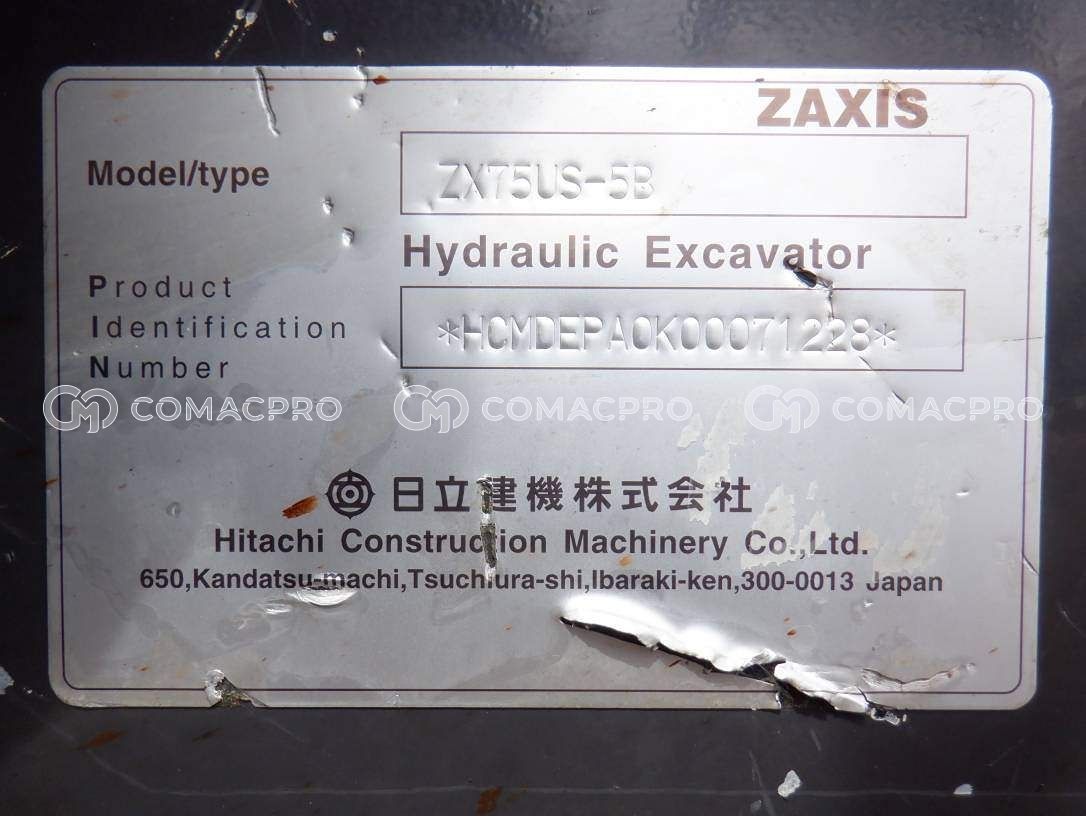 ZAXIS
Model/type ZX75US-5B
Hydraulic Excavator
Product
Identification *HCMDEPA0K00071228*
Number
COMACPRO COMACPRO COMACPRO
日立建機株式会社
Hitachi Construction Machinery Co.,Ltd.
650,Kandatsu-machi,Tsuchiura-shi,Ibaraki-ken,300-0013 Japan